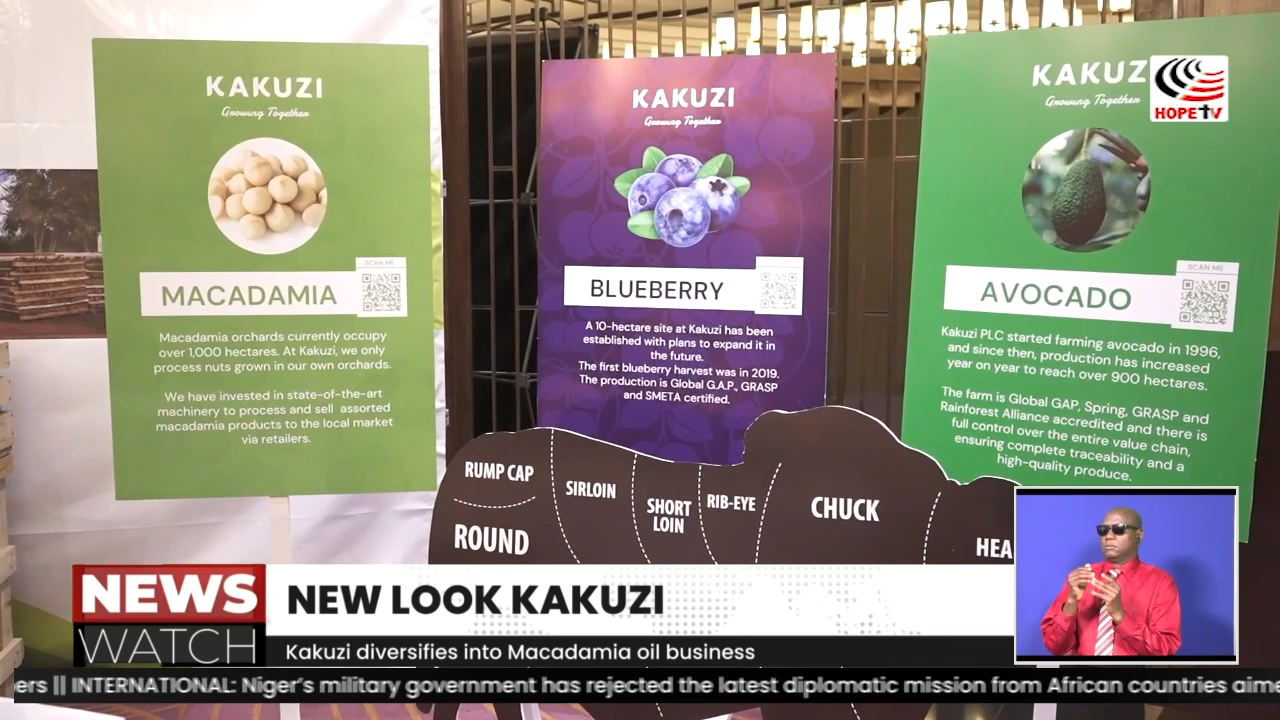 KAKUZI
Growing Together
SCAN ME
MACADAMIA
Macadamia orchards currently occupy
over 1,000 hectares. At Kakuzi, we only
process nuts grown in our own orchards.
We have invested in state-of-the-art
machinery to process and sell assorted
macadamia products to the local market
via retailers.
KAKUZI
Growing Together
SCAN ME
BLUEBERRY
A 10-hectare site at Kakuzi has been
established with plans to expand it in
the future.
The first blueberry harvest was in 2019.
The production is Global G.A.P., GRASP
and SMETA certified.
KAKUZ
Growing Together
HOPE TV
SCAN ME
AVOCADO
Kakuzi PLC started farming avocado in 1996,
and since then, production has increased
year on year to reach over 900 hectares.
The farm is Global GAP, Spring, GRASP and
Rainforest Alliance accredited and there is
full control over the entire value chain,
ensuring complete traceability and a
high-quality produce.
RUMP CAP
SIRLOIN
SHORT
LOIN
RIB-EYE
CHUCK
ROUND
HEA
NEWS
WATCH
NEW LOOK KAKUZI
Kakuzi diversifies into Macadamia oil business
ers || INTERNATIONAL: Niger's military government has rejected the latest diplomatic mission from African countries aime